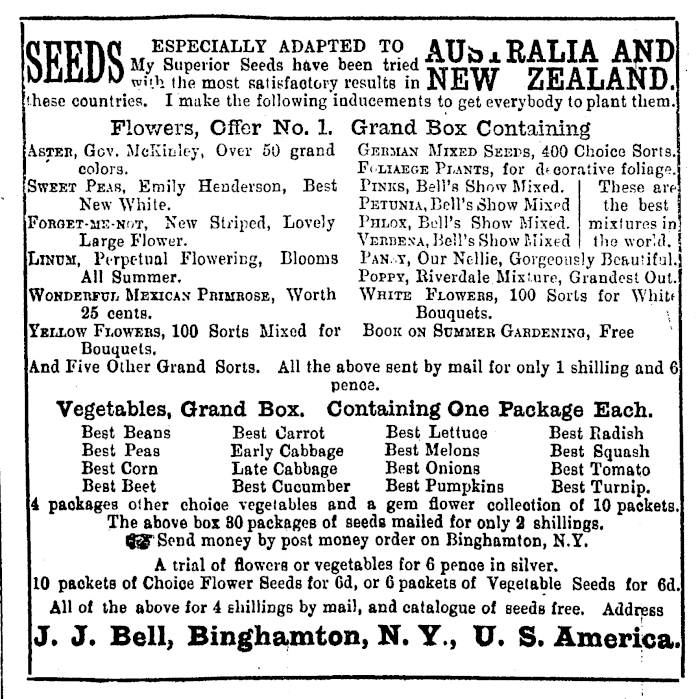 SEEDS ESPECIALLY ADAPTED TO AUSTRALIA AND
My Superior Seeds have been tried
with the most satisfactory results in NEW ZEALAND.
these countries. I make the following inducements to get everybody to plant them.
Flowers, Offer No. 1. Grand Box Containing
ASTER, Gov. McKinley, Over 50 grand
colors.
SWEET PEAS, Emily Henderson, Best
New White.
FORGET-ME-NOT, New Striped, Lovely
Large Flower.
LINUM, Perpetual Flowering, Blooms
All Summer.
WONDERFUL MEXICAN PRIMROSE, Worth
25 cents.
YELLOW FLOWERS, 100 Sorts Mixed for
Bouquets.
GERMAN MIXED SEEDS, 400 Choice Sorts.
FOLIAEGE PLANTS, for decorative foliage.
PINKS, Bell's Show Mixed.
PETUNIA, Bell's Show Mixed
PHLOX, Bell's Show Mixed.
VERBENA, Bell's Show Mixed
These are
the best
mixtures in
the world.
PANSY, Our Nellie, Gorgeously Beautiful.
POPPY, Riverdale Mixture, Grandest Out.
WHITE FLOWERS, 100 Sorts for White
Bouquets.
BOOK ON SUMMER GARDENING, Free
And Five Other Grand Sorts. All the above sent by mail for only 1 shilling and 6
pence.
Vegetables, Grand Box. Containing One Package Each.
Best Beans Best Carrot Best Lettuce Best Radish
Best Peas Early Cabbage Best Melons Best Squash
Best Corn Late Cabbage Best Onions Best Tomato
Best Beet Best Cucumber Best Pumpkins Best Turnip.
4 packages other choice vegetables and a gem flower collection of 10 packets.
The above box 30 packages of seeds mailed for only 2 shillings.
☞ Send money by post money order on Binghamton, N.Y.
A trial of flowers or vegetables for 6 pence in silver.
10 packets of Choice Flower Seeds for 6d, or 6 packets of Vegetable Seeds for 6d.
All of the above for 4 shillings by mail, and catalogue of seeds free. Address
J. J. Bell, Binghamton, N. Y., U. S. America.